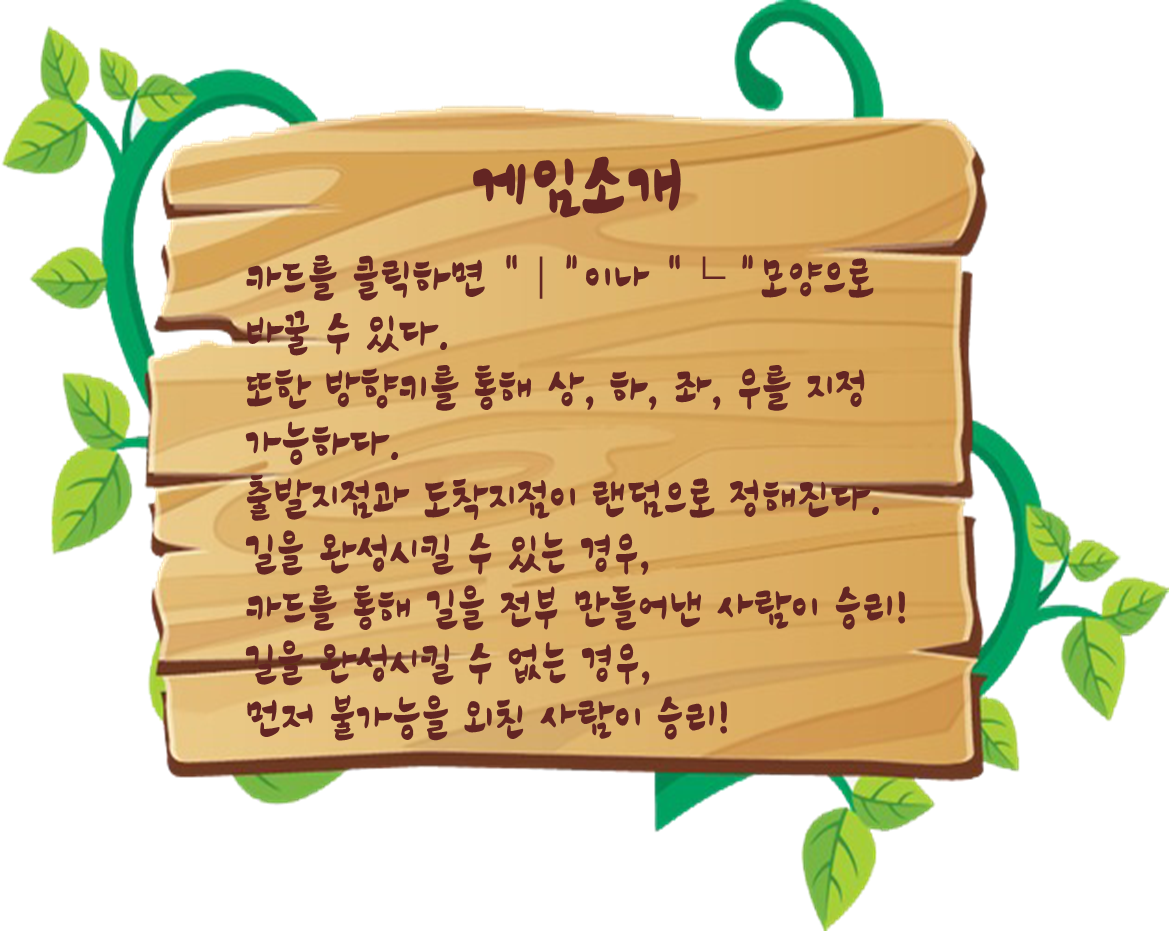 게임소개
카드를 클릭하면 "ㅣ"이나 "ㄴ"모양으로
바꿀 수 있다.
또한 방향키를 통해 상, 하, 좌, 우를 지정
가능하다.
출발지점과 도착지점이 랜덤으로 정해진다.
길을 완성시킬 수 있는 경우,
카드를 통해 길을 전부 만들어낸 사람이 승리!
길을 완성시킬 수 없는 경우,
먼저 불가능을 외친 사람이 승리!